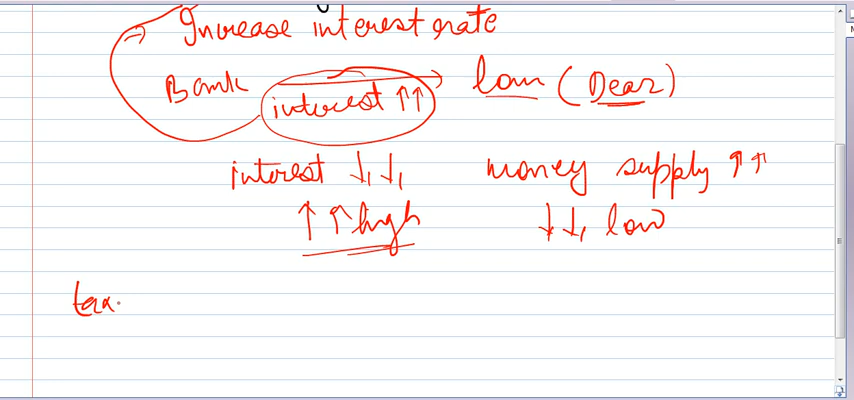 Increase interest rate
Bank interest ↑↑ loan (Dear)
interest ↓↓ money supply ↑↑
↑↑ high ↓↓ low
tax